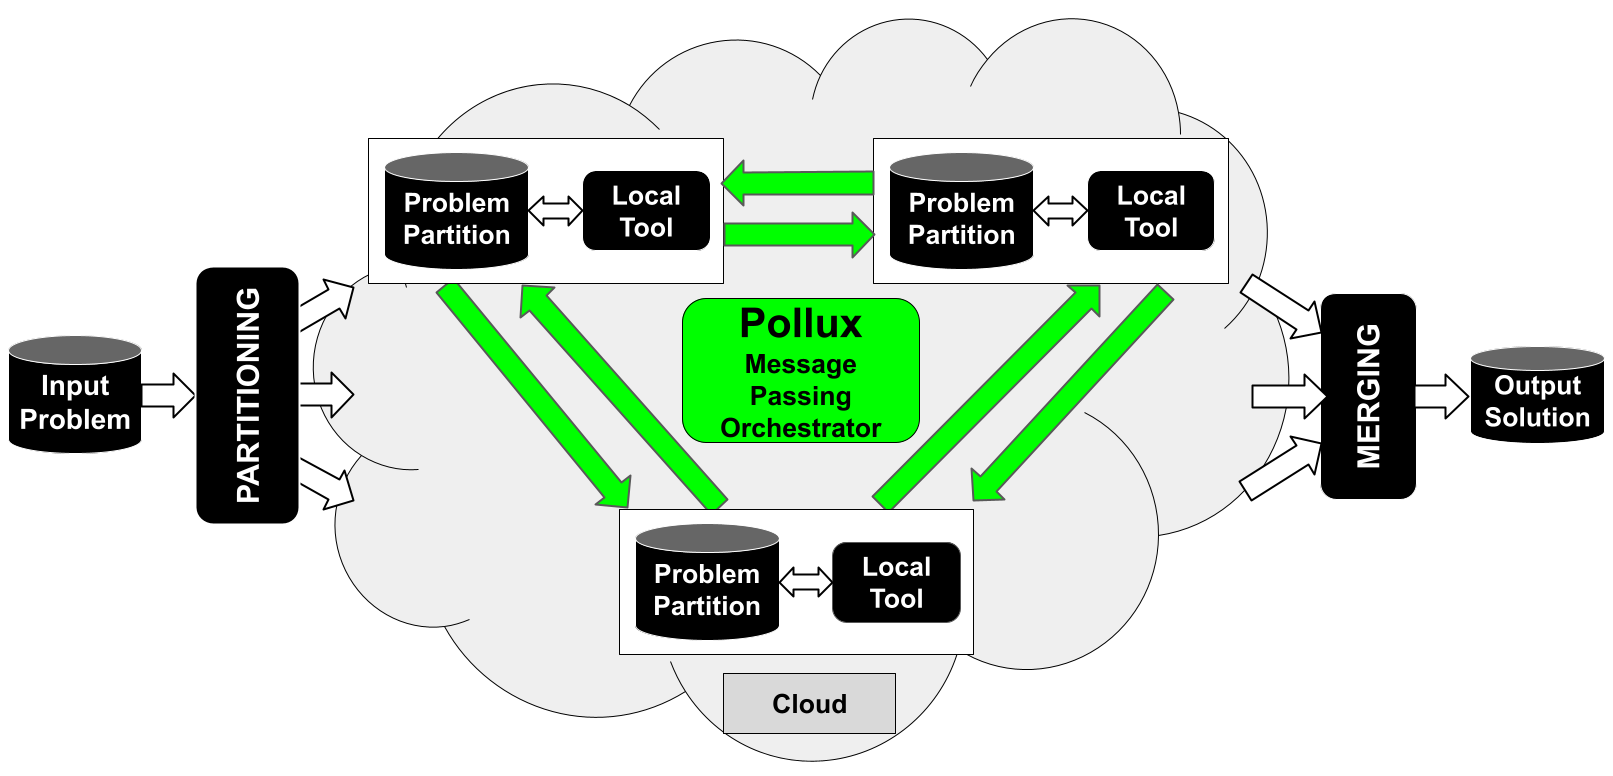 Problem
Partition
Local
Tool
Problem
Partition
Local
Tool
Input
Problem
PARTITIONING
Pollux
Message
Passing
Orchestrator
MERGING
Output
Solution
Problem
Partition
Local
Tool
Cloud